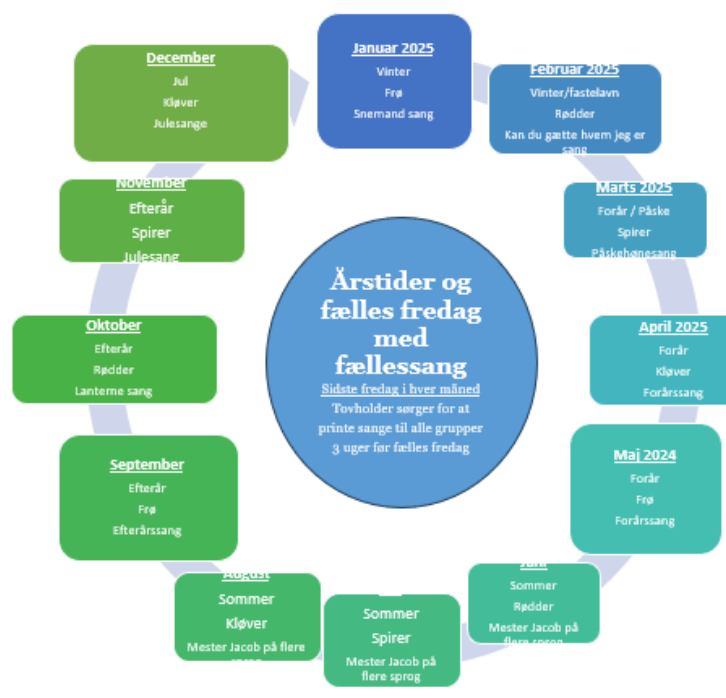 Årstider og
fælles fredag
med
fællessang
Sidste fredag i hver måned
Tovholder sørger for at
printe sange til alle grupper
3 uger før fælles fredag
Januar 2025
Vinter
Frø
Snemand sang
Februar 2025
Vinter/fastelavn
Rødder
Kan du gætte hvem jeg er
sang
Marts 2025
Forår / Påske
Spirer
Påskehønesang
April 2025
Forår
Kløver
Forårssang
Maj 2024
Forår
Frø
Forårssang
Juni
Sommer
Rødder
Mester Jacob på
flere sprog
Sommer
Spirer
Mester Jacob på
flere sprog
August
Sommer
Kløver
Mester Jacob på flere
sprog
September
Efterår
Frø
Efterårssang
Oktober
Efterår
Rødder
Lanterne sang
November
Efterår
Spirer
Julesang
December
Jul
Kløver
Julesange